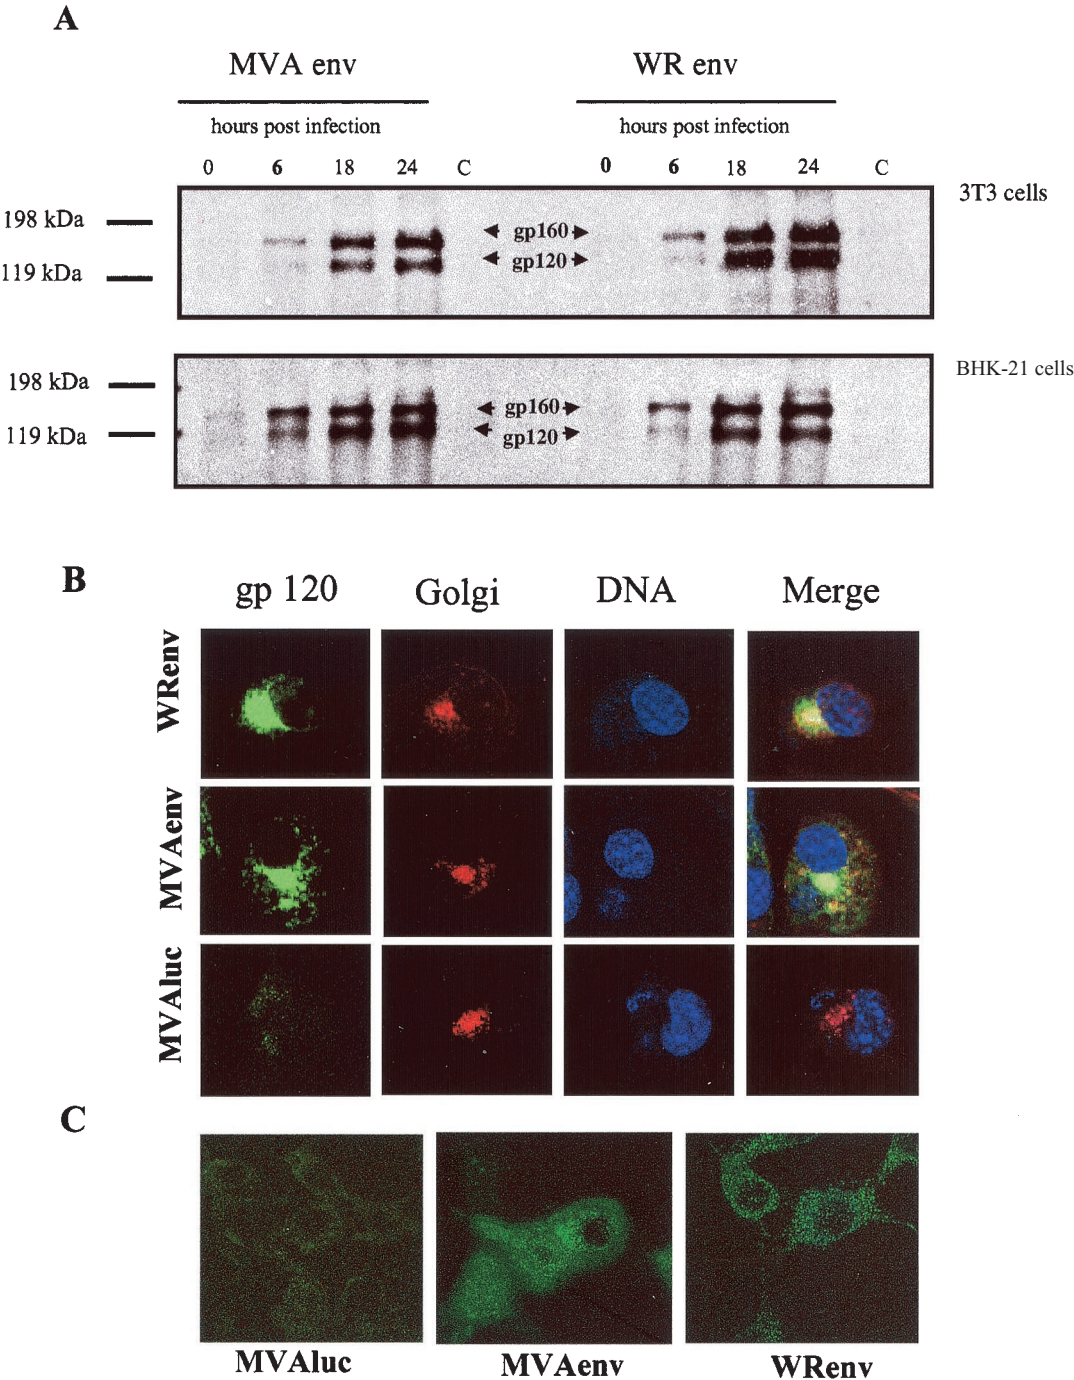 A
MVA env
WR env
hours post infection
hours post infection
0 6 18 24 C
0 6 18 24 C
3T3 cells
198 kDa
gp160
119 kDa
gp120
BHK-21 cells
198 kDa
gp160
119 kDa
gp120
B
gp 120
Golgi
DNA
Merge
WRenv
MVAenv
MVAluc
C
MVAluc
MVAenv
WRenv